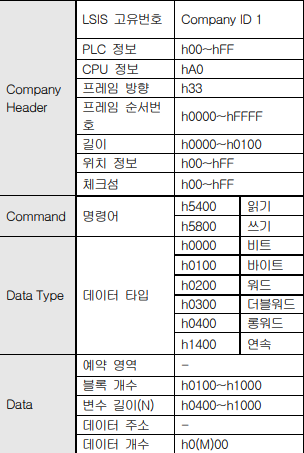 Company Header
LSIS 고유번호 Company ID 1
PLC 정보 h00~hFF
CPU 정보 hA0
프레임 방향 h33
프레임 순서번호 h0000~hFFFF
길이 h0000~h0100
위치 정보 h00~hFF
체크섬 h00~hFF
Command 명령어 h5400 읽기
h5800 쓰기
Data Type 데이터 타입 h0000 비트
h0100 바이트
h0200 워드
h0300 더블워드
h0400 롱워드
h1400 연속
Data 예약 영역 -
블록 개수 h0100~h1000
변수 길이(N) h0400~h1000
데이터 주소 -
데이터 개수 h0(M)00